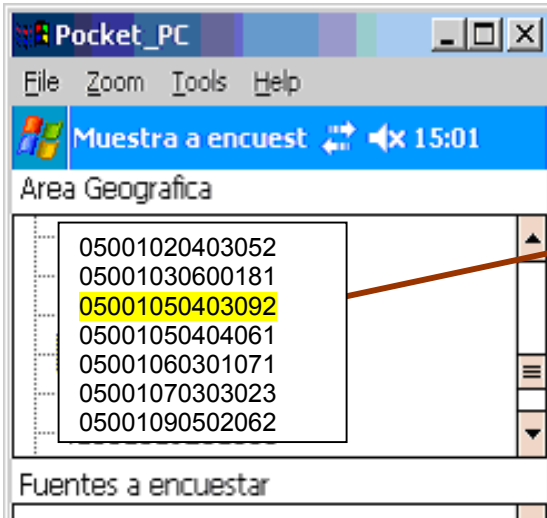 Pocket_PC
File Zoom Tools Help
Muestra a encuest 15:01
Area Geografica
05001020403052
05001030600181
05001050403092
05001050404061
05001060301071
05001070303023
05001090502062
Fuentes a encuestar